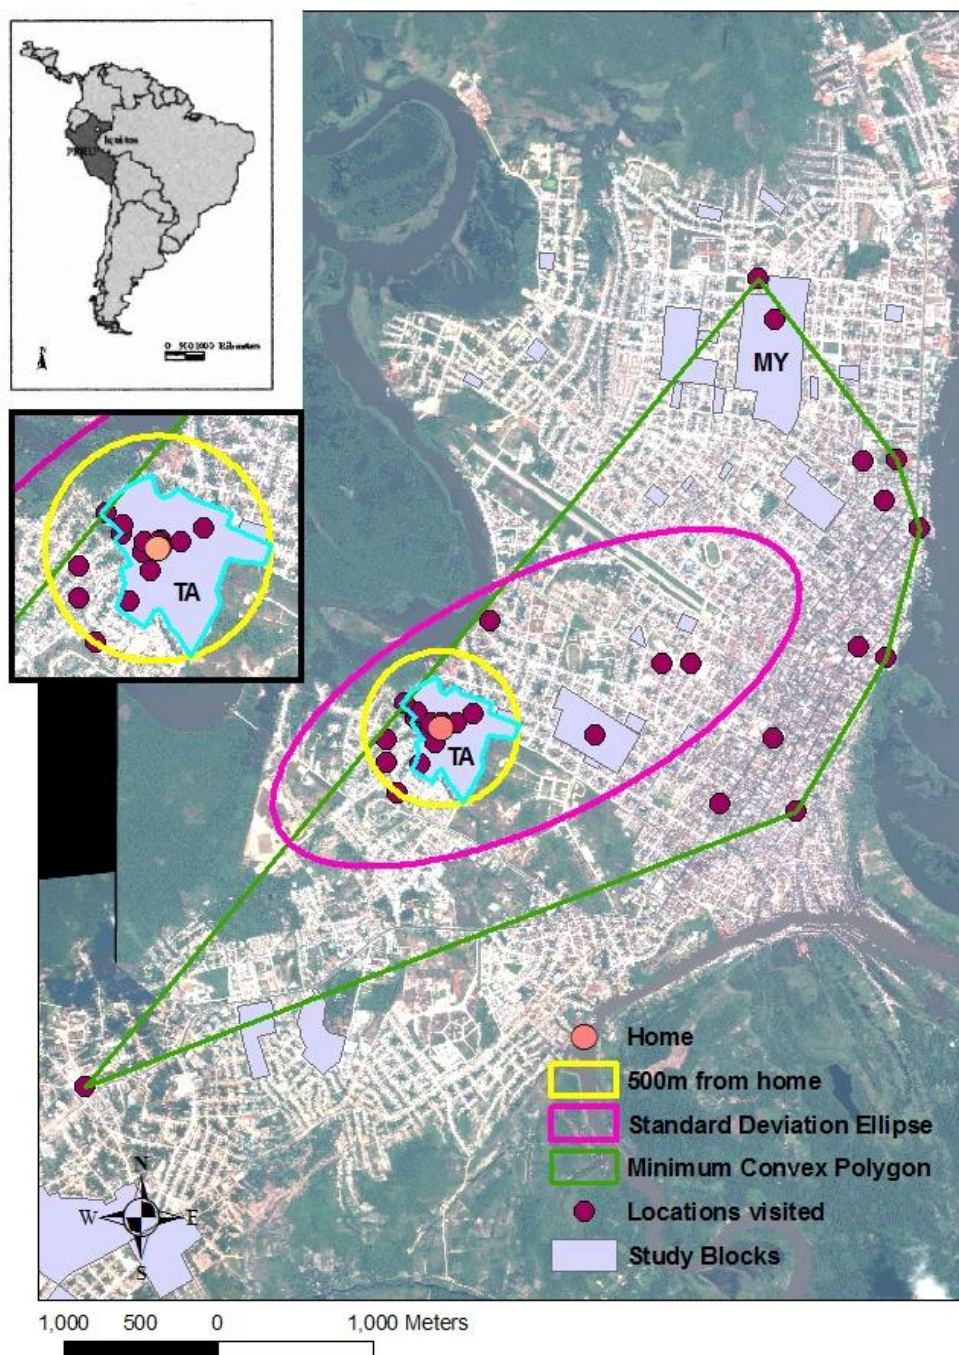 Iquitos
PERU
N
MY
TA
TA
Home
500m from home
Standard Deviation Ellipse
Minimum Convex Polygon
Locations visited
Study Blocks
N
W
E
S
1,000 500 0 1,000 Meters